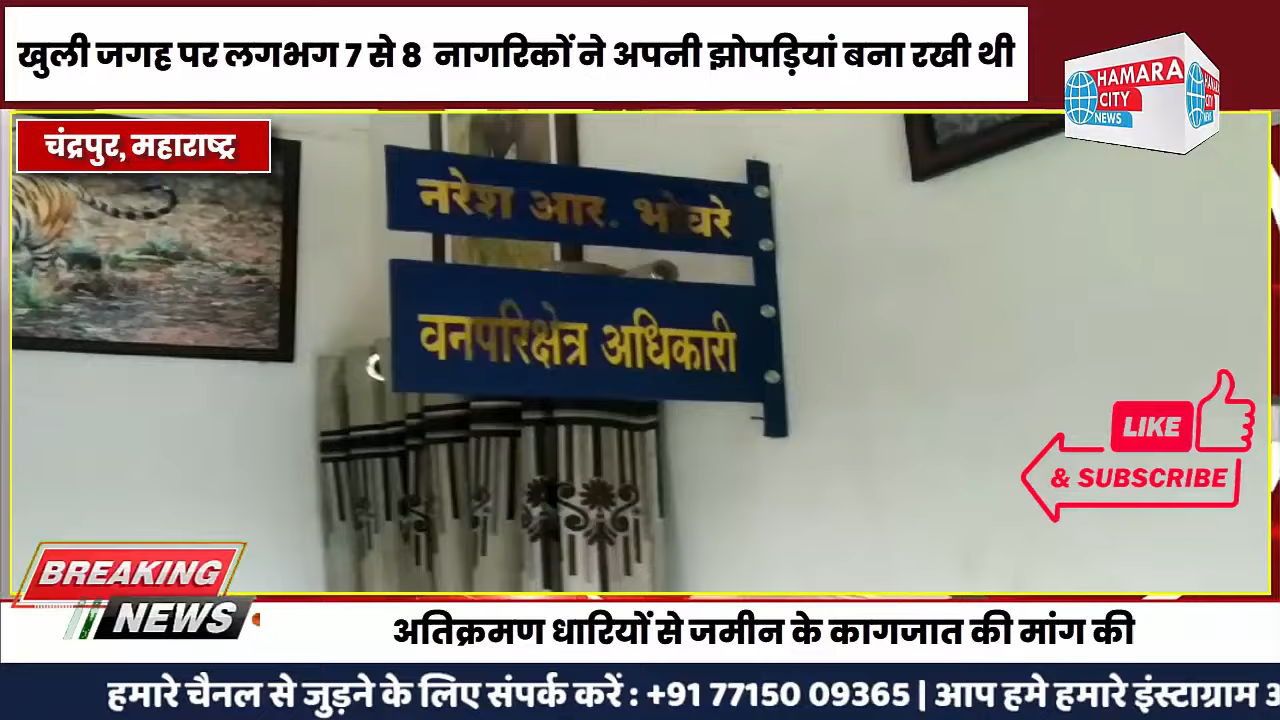 खुली जगह पर लगभग 7 से 8 नागरिकों ने अपनी झोपड़ियां बना रखी थी
HAMARA
CITY
NEWS
चंद्रपुर, महाराष्ट्र
नरेश आर.
वनपरिक्षेत्र अधिकारी
LIKE
& SUBSCRIBE
BREAKING
NEWS
अतिक्रमण धारियों से जमीन के कागजात की मांग की
हमारे चैनल से जुड़ने के लिए संपर्क करें : +91 77150 09365 | आप हमे हमारे इंस्टाग्राम